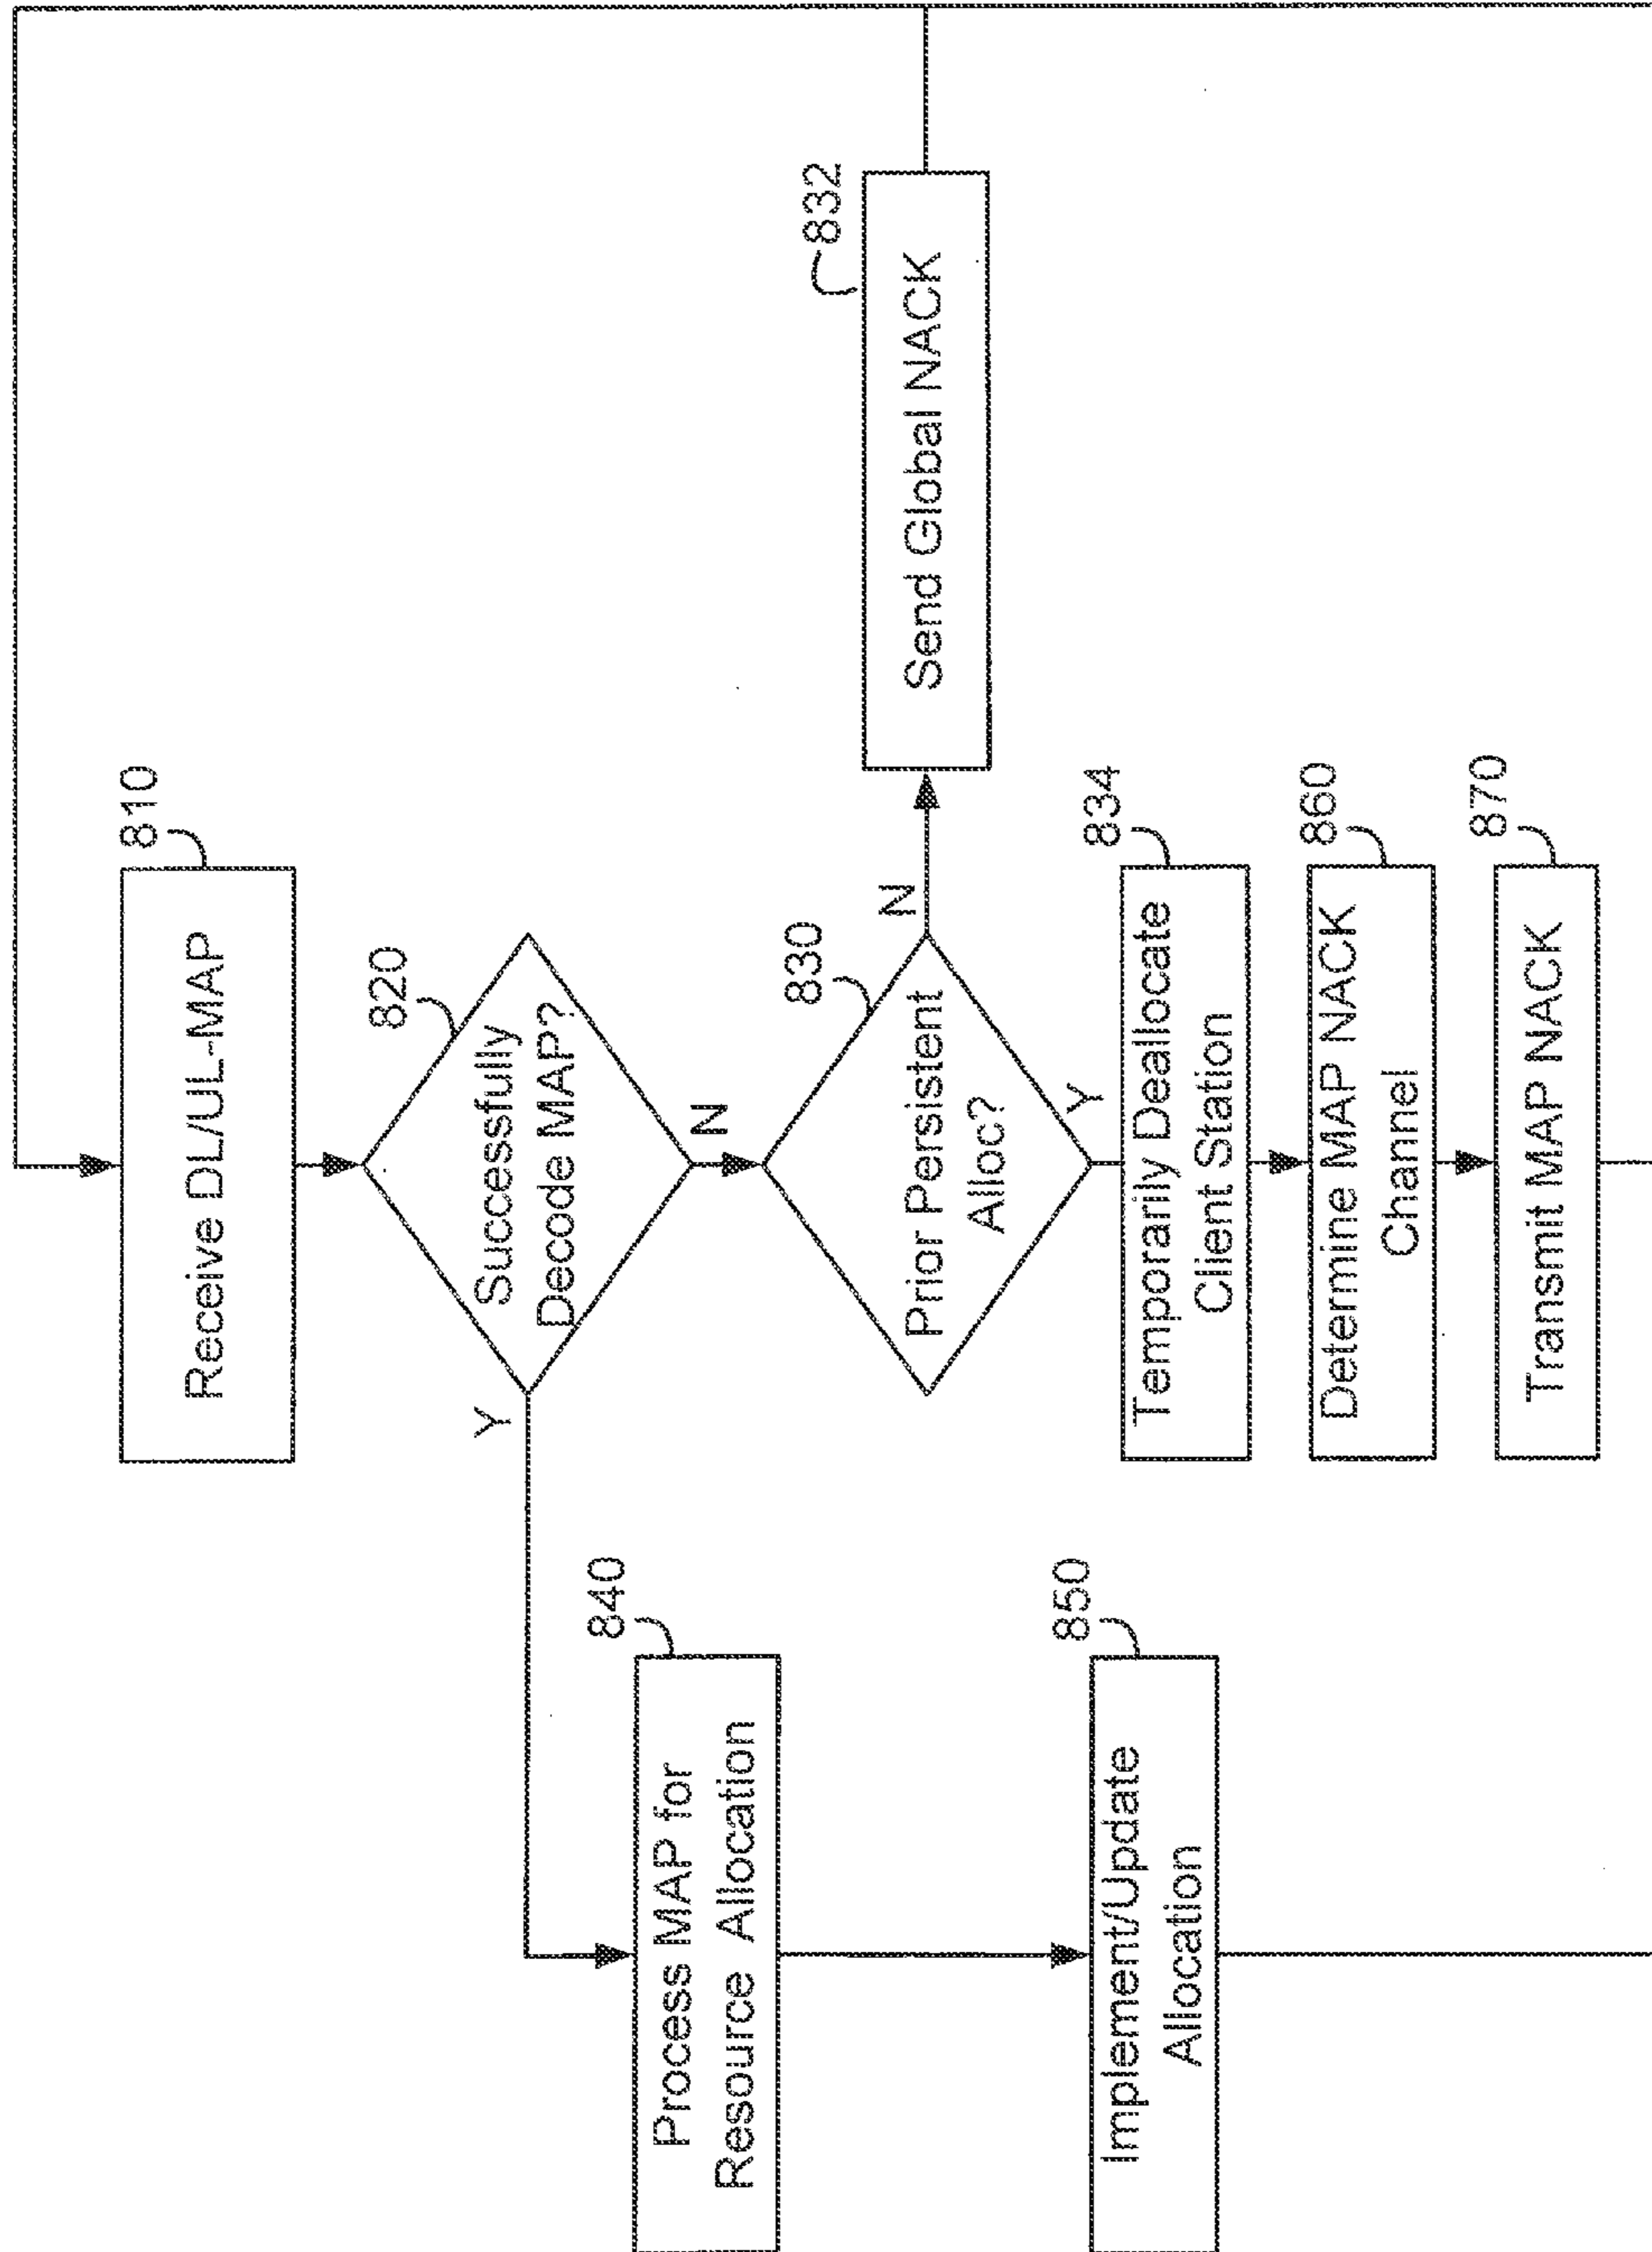 810
Receive DL/UL-MAP
820
Successfully
Decode MAP?
Y
N
830
Prior Persistent
Alloc?
N
Y
832
Send Global NACK
834
Temporarily Deallocate
Client Station
860
Determine MAP NACK
Channel
870
Transmit MAP NACK
840
Process MAP for
Resource Allocation
850
Implement/Update
Allocation